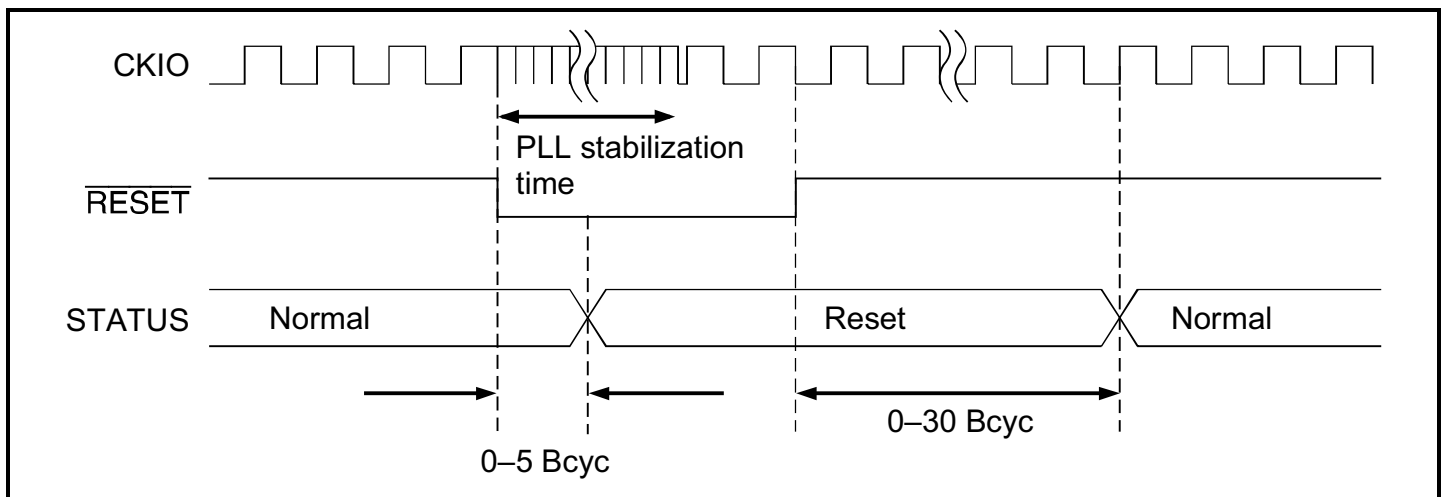 CKIO
PLL stabilization
time
RESET
STATUS
Normal
Reset
Normal
0–30 Bcyc
0–5 Bcyc